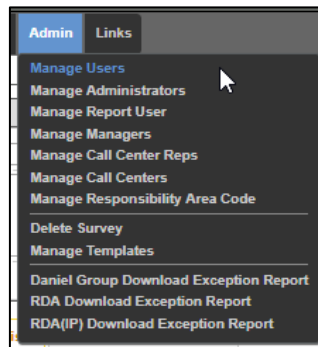 Admin Links
Manage Users
Manage Administrators
Manage Report User
Manage Managers
Manage Call Center Reps
Manage Call Centers
Manage Responsibility Area Code
Delete Survey
Manage Templates
Daniel Group Download Exception Report
RDA Download Exception Report
RDA(IP) Download Exception Report